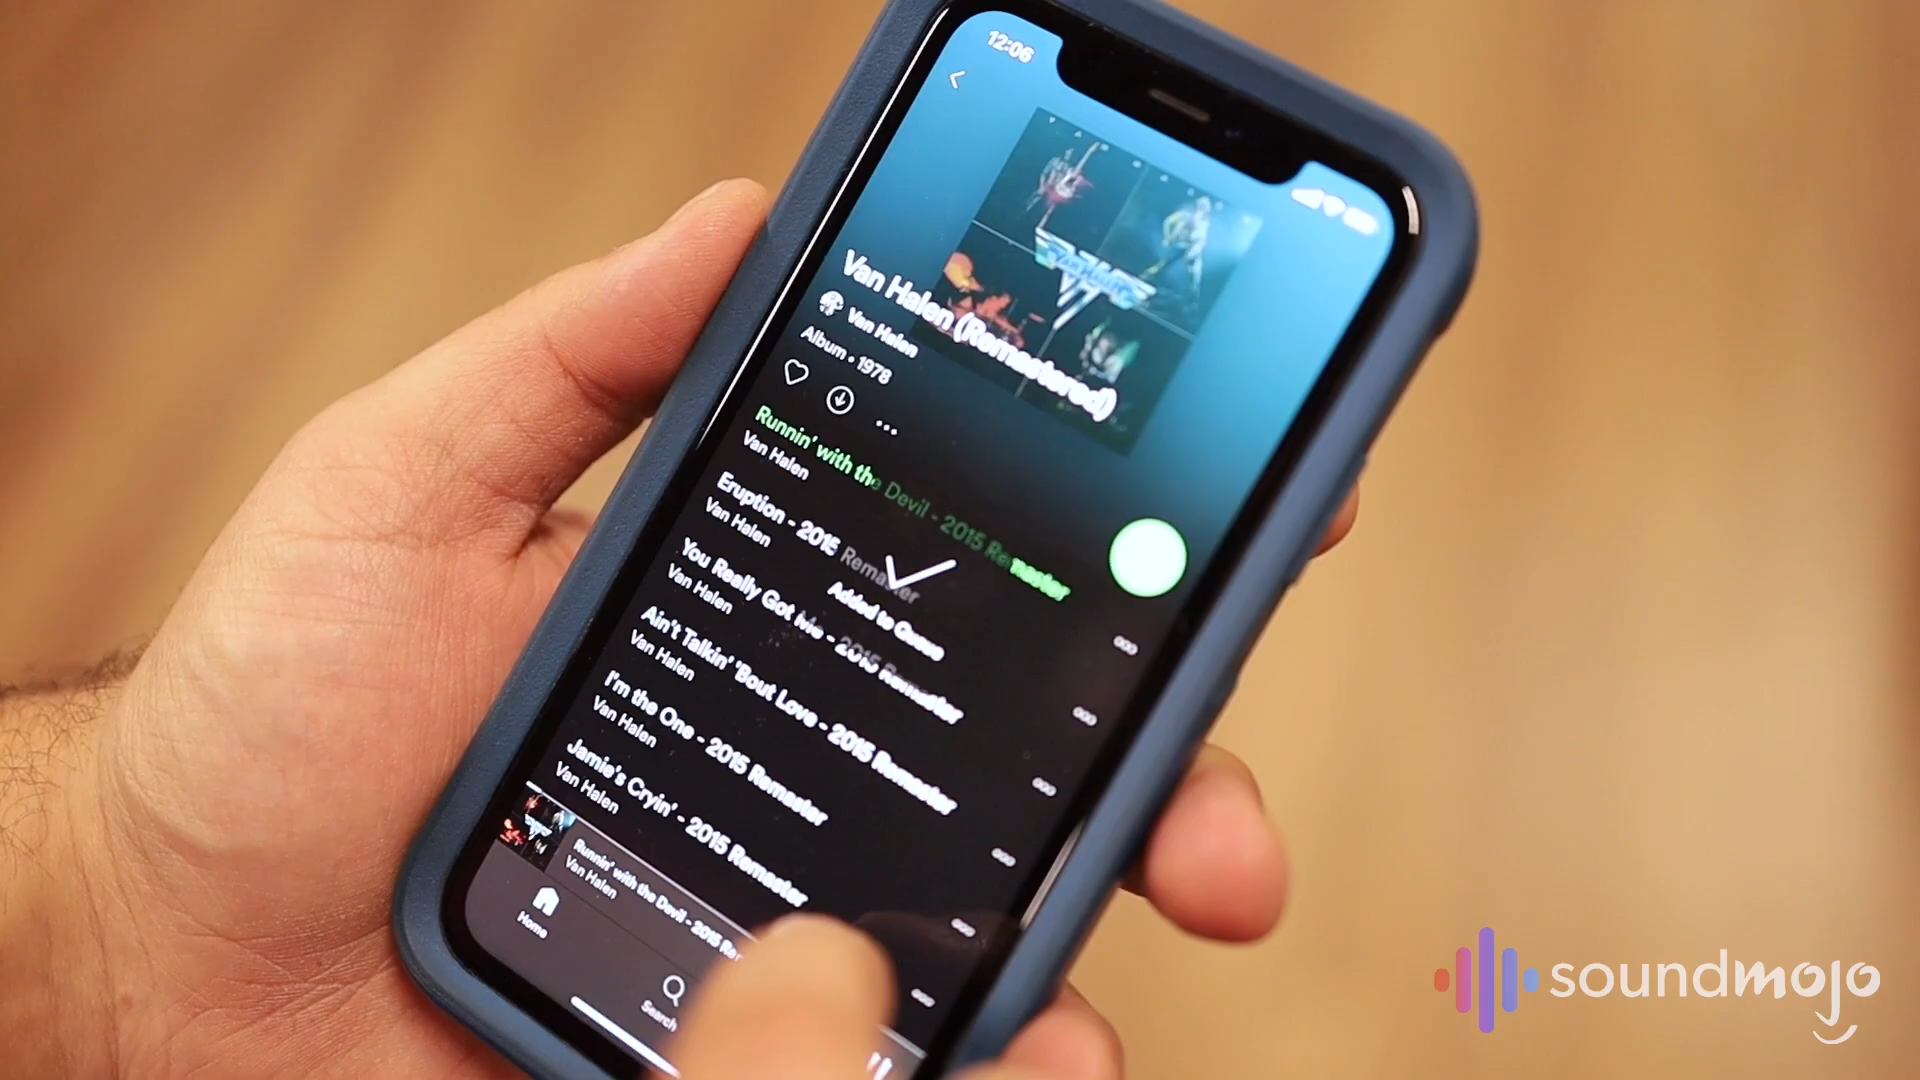 12:06
Van Halen (Remastered)
Van Halen
Album • 1978
Runnin' with the Devil - 2015 Remaster
Van Halen
Eruption - 2015 Remaster
Van Halen
Added to Queue
You Really Got Me - 2015 Remaster
Van Halen
Ain't Talkin' 'Bout Love - 2015 Remaster
Van Halen
I'm the One - 2015 Remaster
Van Halen
Jamie's Cryin' - 2015 Remaster
Van Halen
Runnin' with the Devil - 2015 Re
Van Halen
Home
Search
soundmojo